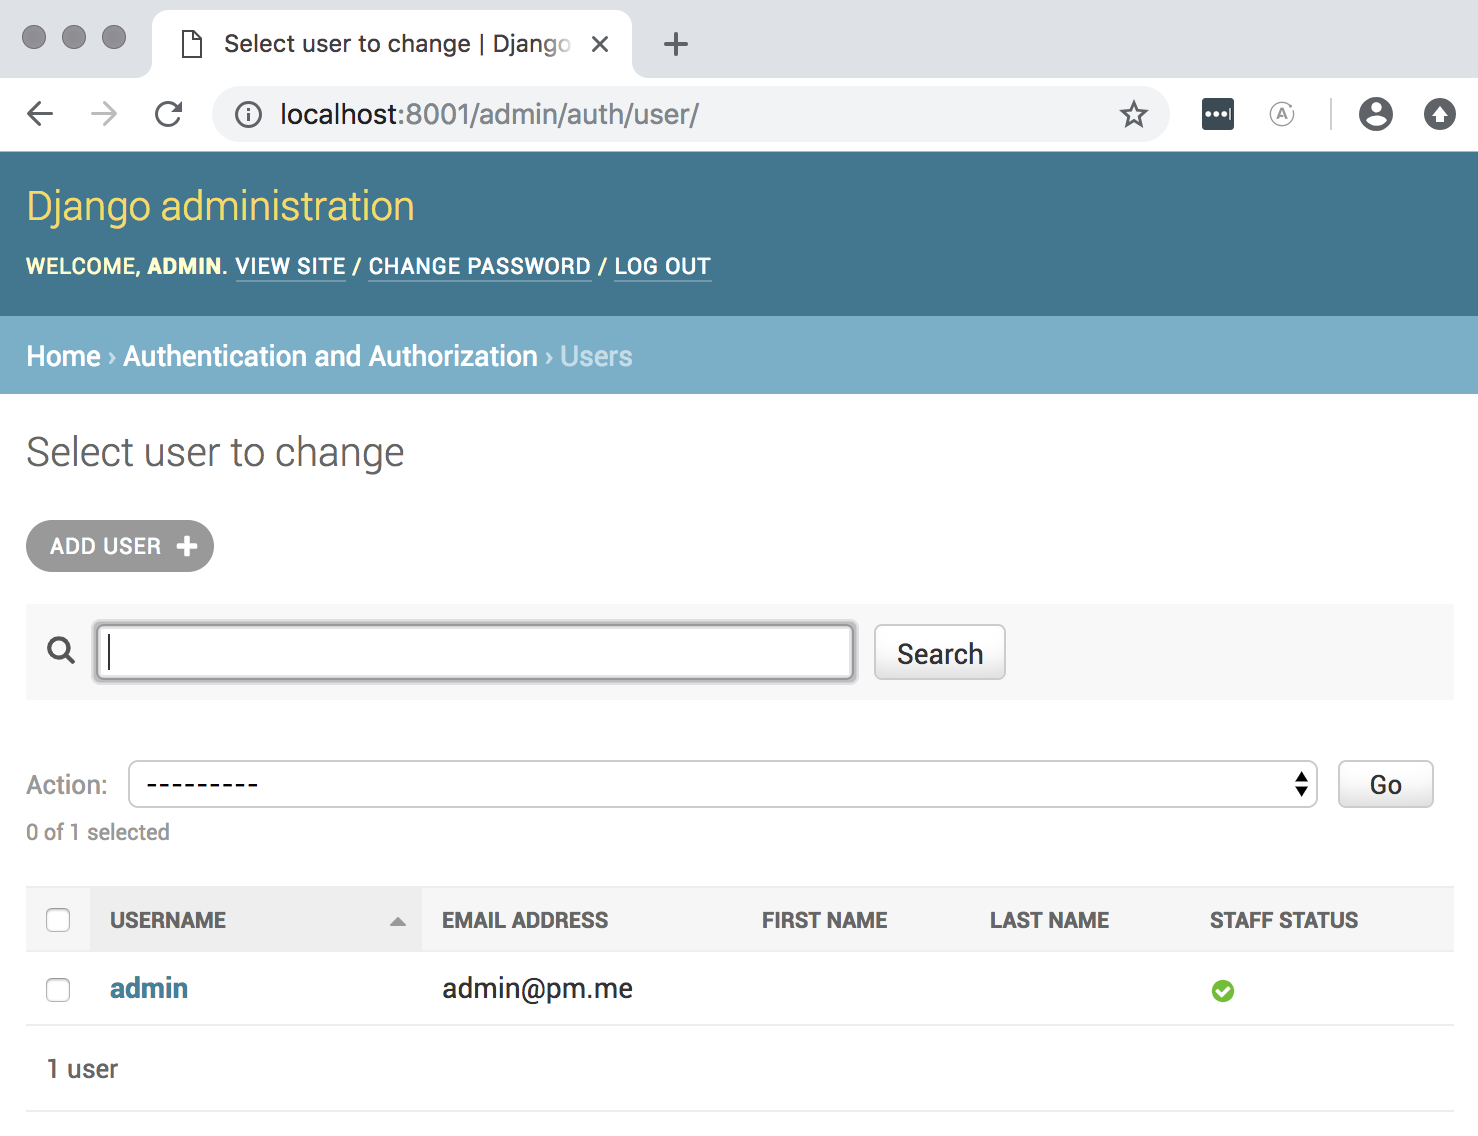 Select user to change | Django
localhost:8001/admin/auth/user/
Django administration
WELCOME, ADMIN. VIEW SITE / CHANGE PASSWORD / LOG OUT
Home › Authentication and Authorization › Users
Select user to change
ADD USER +
Search
Action: --------- Go
0 of 1 selected
USERNAME EMAIL ADDRESS FIRST NAME LAST NAME STAFF STATUS
admin admin@pm.me
1 user